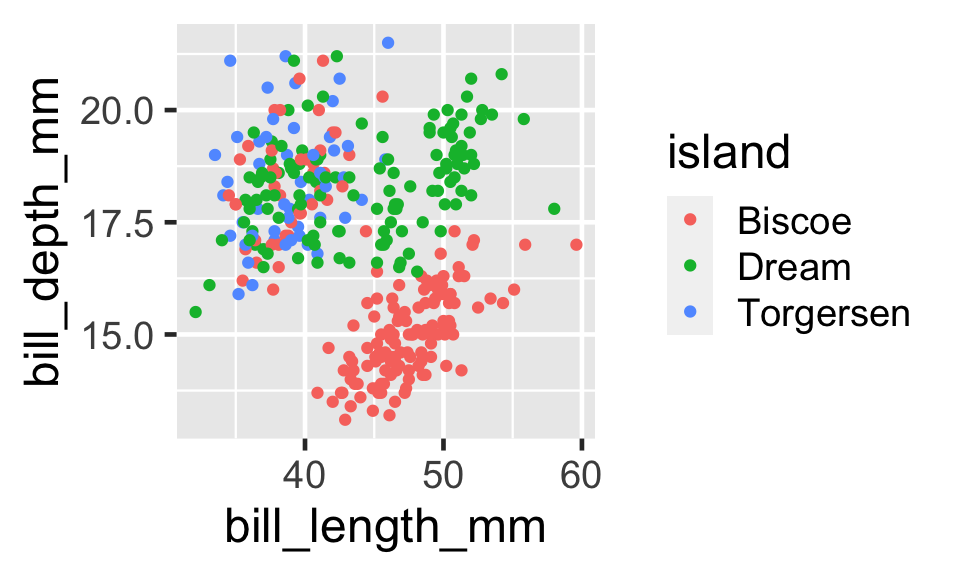 bill_depth_mm
20.0
17.5
15.0
40 50 60
bill_length_mm
island
Biscoe
Dream
Torgersen